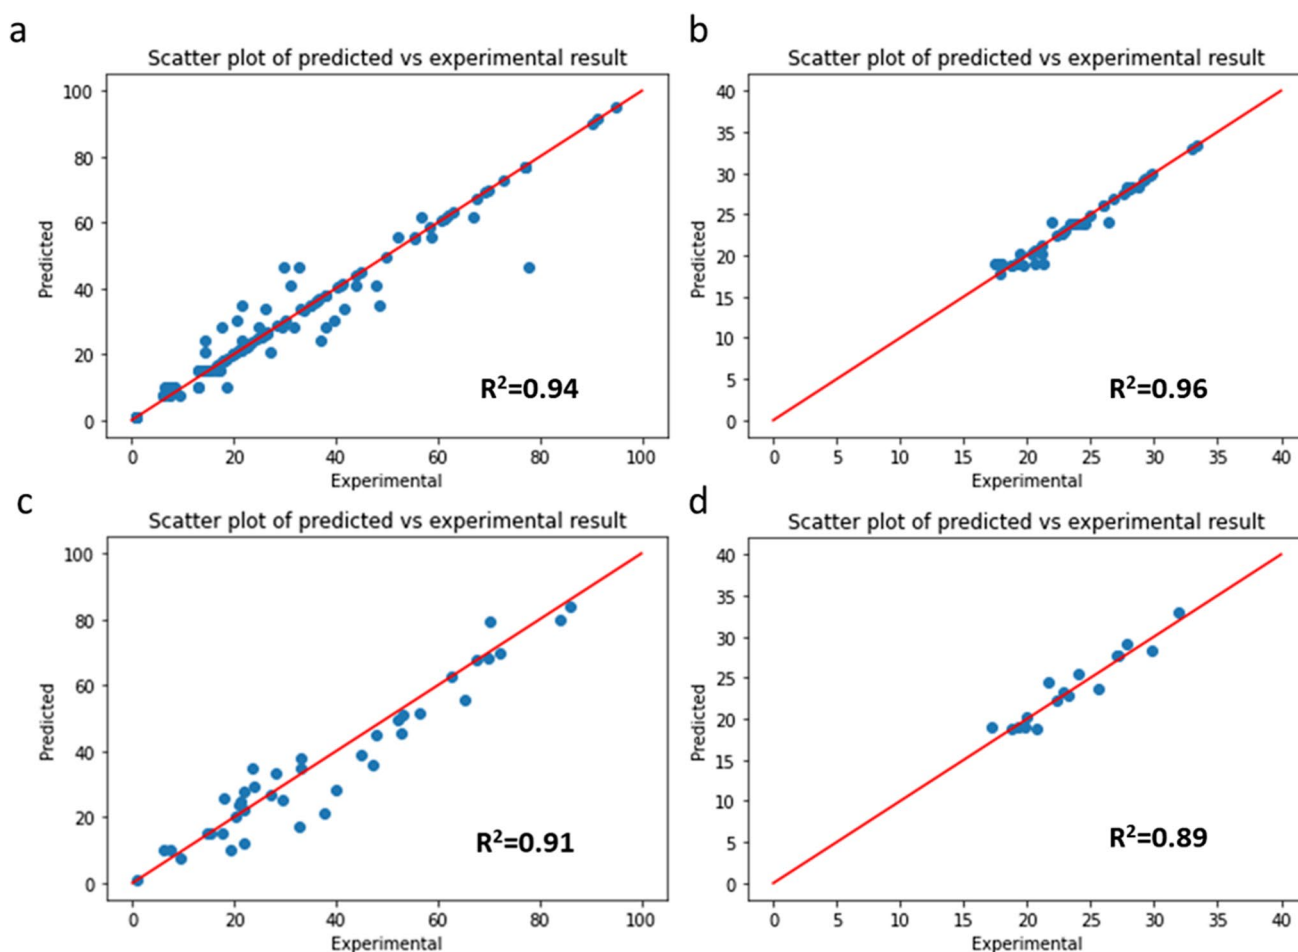 a
Scatter plot of predicted vs experimental result
100
80
60
40
20
0
Predicted
R²=0.94
0 20 40 60 80 100
Experimental
b
Scatter plot of predicted vs experimental result
40
35
30
25
20
15
10
5
0
Predicted
R²=0.96
0 5 10 15 20 25 30 35 40
Experimental
c
Scatter plot of predicted vs experimental result
100
80
60
40
20
0
Predicted
R²=0.91
0 20 40 60 80 100
Experimental
d
Scatter plot of predicted vs experimental result
40
35
30
25
20
15
10
5
0
Predicted
R²=0.89
0 5 10 15 20 25 30 35 40
Experimental